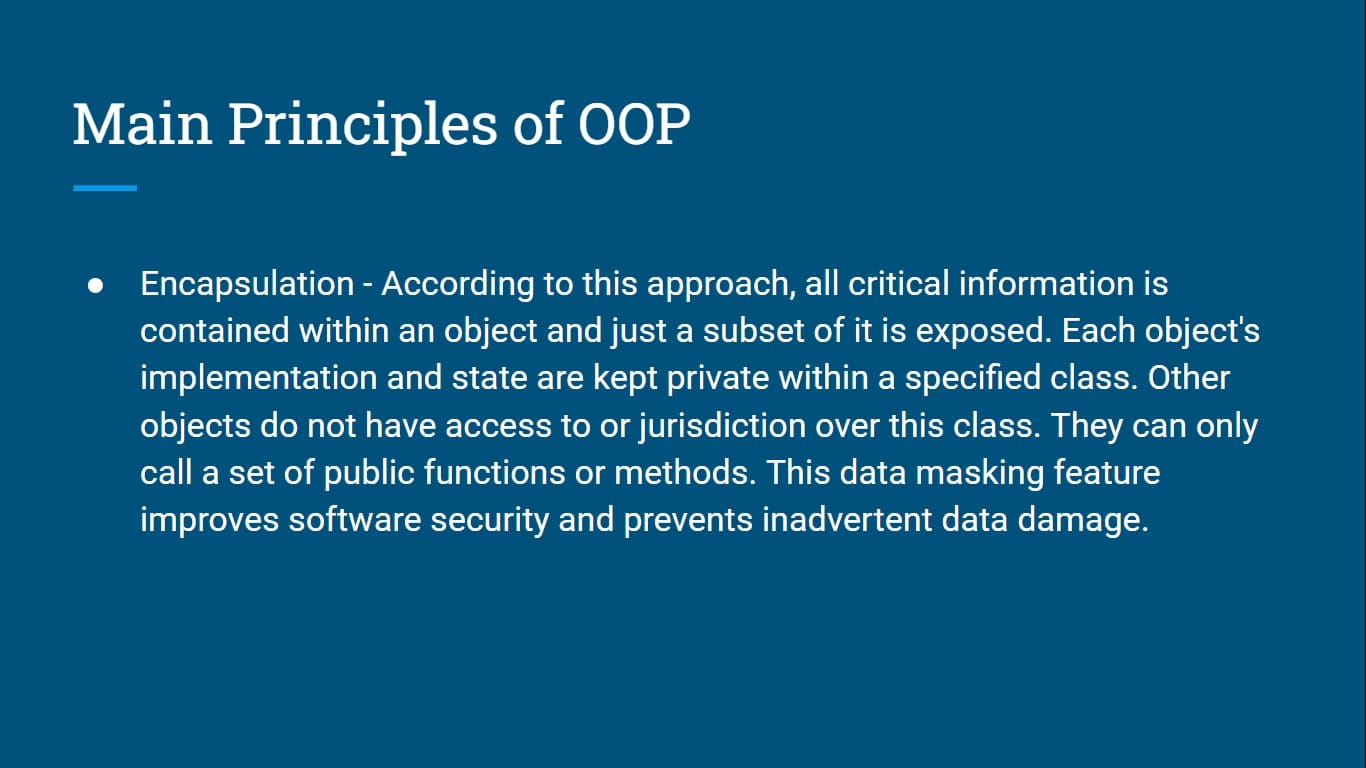 Main Principles of OOP
● Encapsulation - According to this approach, all critical information is
contained within an object and just a subset of it is exposed. Each object's
implementation and state are kept private within a specified class. Other
objects do not have access to or jurisdiction over this class. They can only
call a set of public functions or methods. This data masking feature
improves software security and prevents inadvertent data damage.